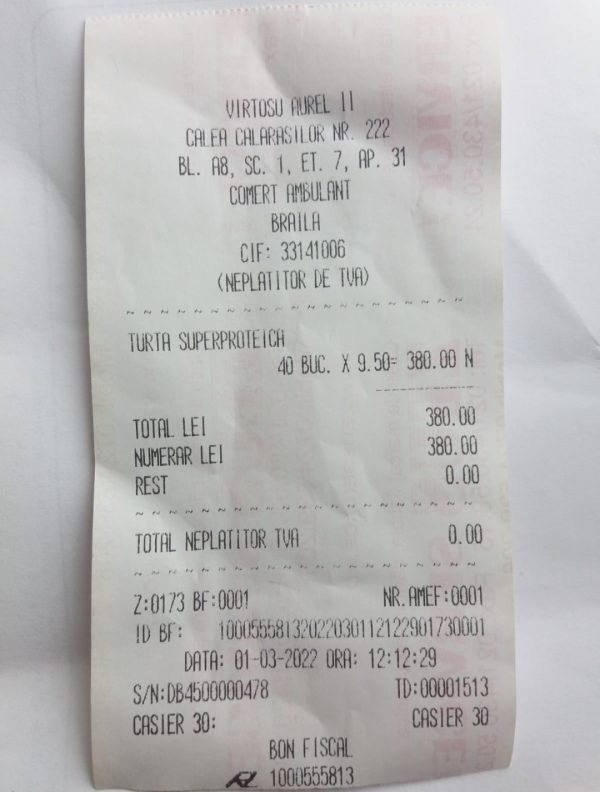 VIRTOSU AUREL II
CALEA CALARASILOR NR. 222
BL. A8, SC. 1, ET. 7, AP. 31
COMERT AMBULANT
BRAILA
CIF: 33141006
(NEPLATITOR DE TVA)
~ ~ ~ ~ ~ ~ ~ ~ ~ ~ ~ ~ ~ ~ ~ ~ ~ ~ ~ ~ ~
TURTA SUPERPROTEICA
40 BUC. X 9.50= 380.00 N
--------------
TOTAL LEI 380.00
NUMERAR LEI 380.00
REST 0.00
~ ~ ~ ~ ~ ~ ~ ~ ~ ~ ~ ~ ~ ~ ~ ~ ~ ~ ~ ~ ~
TOTAL NEPLATITOR TVA 0.00
~ ~ ~ ~ ~ ~ ~ ~ ~ ~ ~ ~ ~ ~ ~ ~ ~ ~ ~ ~ ~
Z:0173 BF:0001 NR.AMEF:0001
ID BF: 10005558132022030112122901730001
DATA: 01-03-2022 ORA: 12:12:29
S/N:DB4500000478 TD:00001513
CASIER 30: CASIER 30
BON FISCAL
1000555813